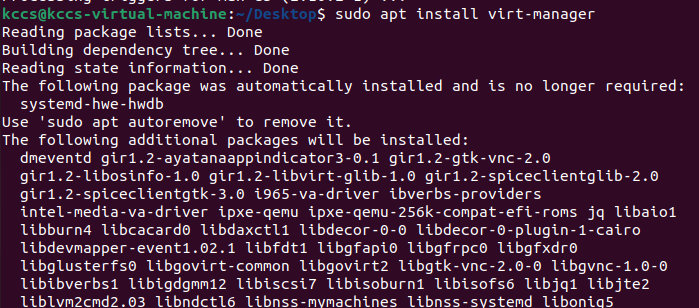 kccs@kccs-virtual-machine:~/Desktop$ sudo apt install virt-manager
Reading package lists... Done
Building dependency tree... Done
Reading state information... Done
The following package was automatically installed and is no longer required:
  systemd-hwe-hwdb
Use 'sudo apt autoremove' to remove it.
The following additional packages will be installed:
  dmeventd gir1.2-ayatanaappindicator3-0.1 gir1.2-gtk-vnc-2.0
  gir1.2-libosinfo-1.0 gir1.2-libvirt-glib-1.0 gir1.2-spiceclientglib-2.0
  gir1.2-spiceclientgtk-3.0 i965-va-driver ibverbs-providers
  intel-media-va-driver ipxe-qemu ipxe-qemu-256k-compat-efi-roms jq libaio1
  libburn4 libcacard0 libdaxctl1 libdecor-0-0 libdecor-0-plugin-1-cairo
  libdevmapper-event1.02.1 libfdt1 libgfapi0 libgfrpc0 libgfxdr0
  libglusterfs0 libgovirt-common libgovirt2 libgtk-vnc-2.0-0 libgvnc-1.0-0
  libibverbs1 libigdgmm12 libiscsi7 libisoburn1 libisofs6 libjq1 libjte2
  liblvm2cmd2.03 libndctl6 libnss-mymachines libnss-systemd libonig5